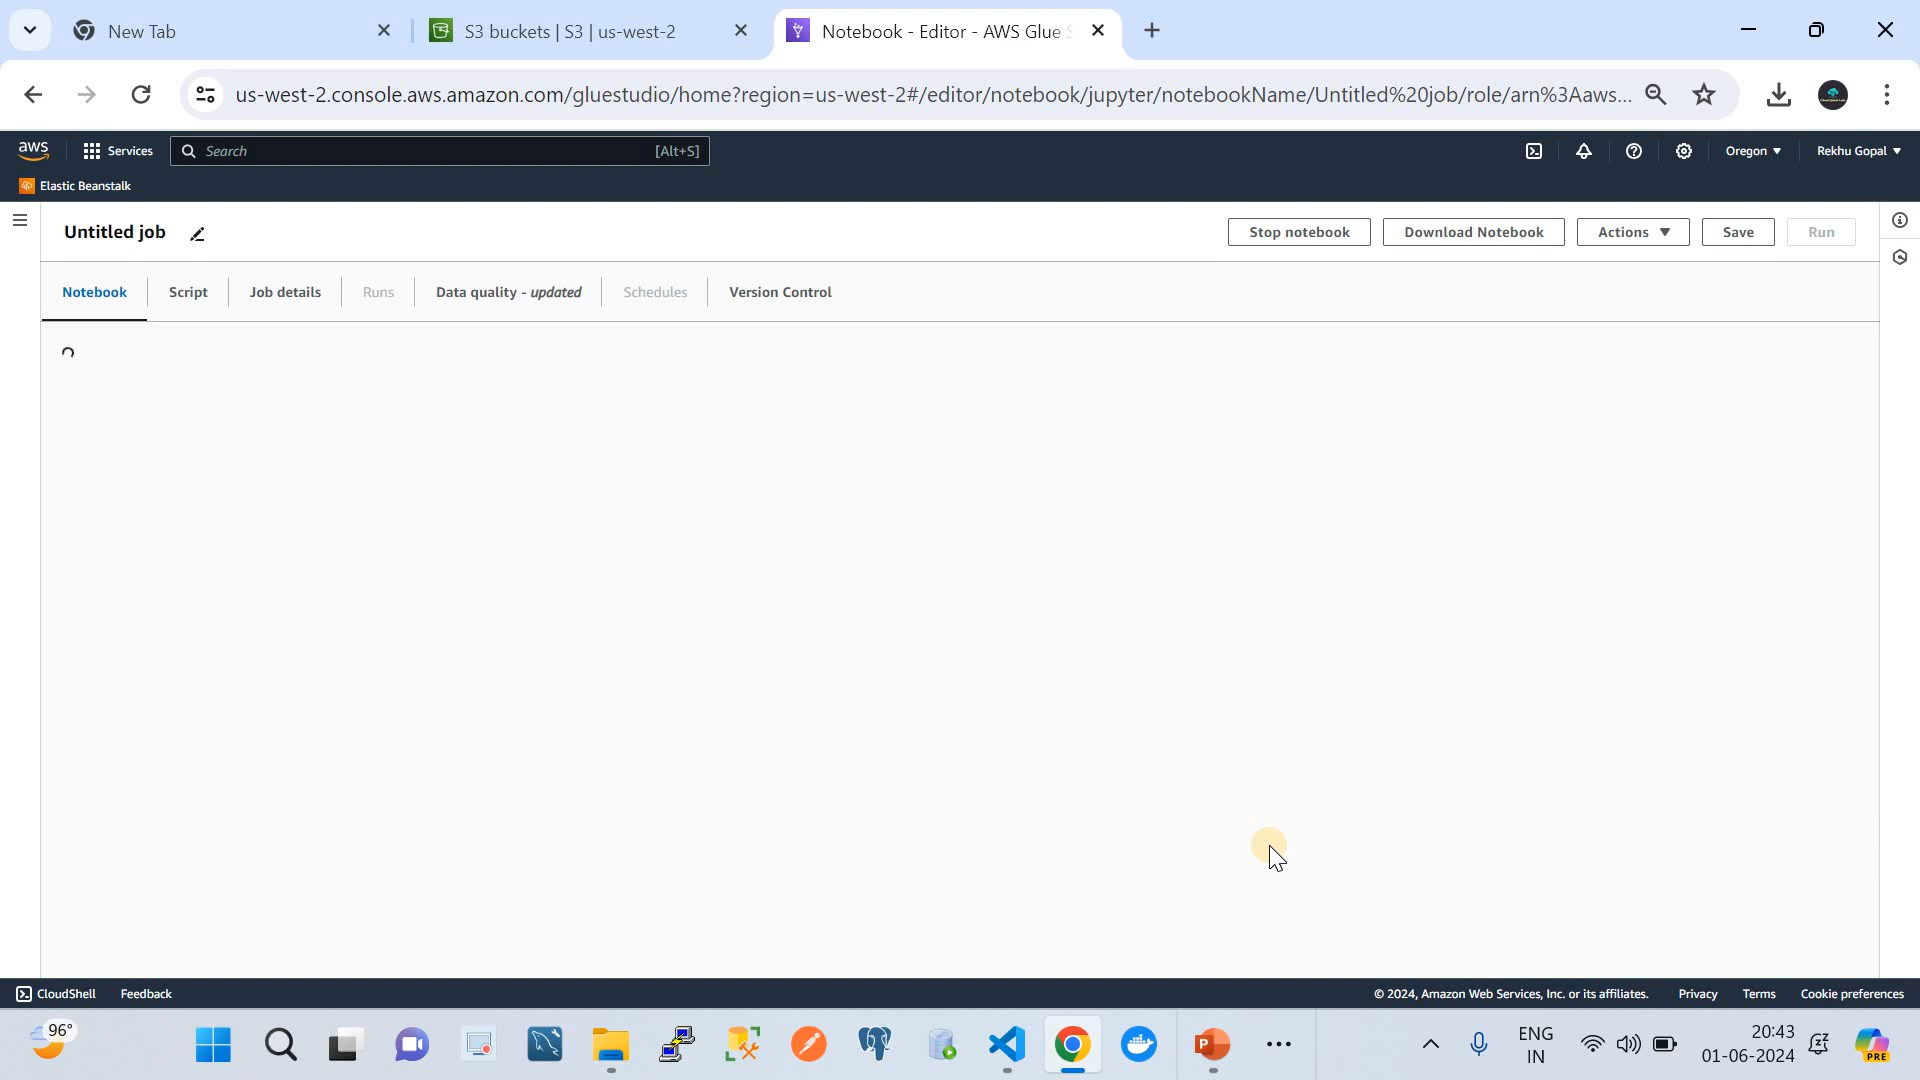 New Tab
S3 buckets | S3 | us-west-2
Notebook - Editor - AWS Glue S
us-west-2.console.aws.amazon.com/gluestudio/home?region=us-west-2#/editor/notebook/jupyter/notebookName/Untitled%20job/role/arn%3Aaws...
aws
Services
Search
[Alt+S]
Oregon
Rekhu Gopal
Elastic Beanstalk
Untitled job
Stop notebook
Download Notebook
Actions
Save
Run
Notebook
Script
Job details
Runs
Data quality - updated
Schedules
Version Control
CloudShell
Feedback
© 2024, Amazon Web Services, Inc. or its affiliates.
Privacy
Terms
Cookie preferences
96°
ENG
IN
20:43
01-06-2024
PRE